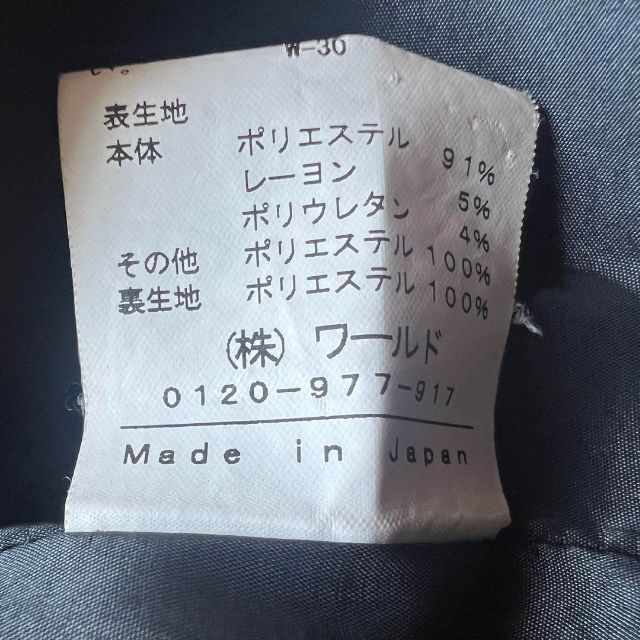 W-30
表生地
本体 ポリエステル 91%
レーヨン 5%
ポリウレタン 4%
その他 ポリエステル 100%
裏生地 ポリエステル 100%
(株) ワールド
0120-977-917
Made in Japan